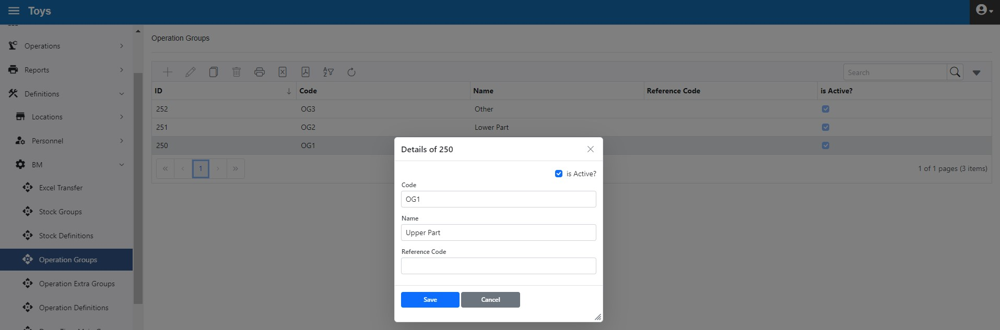 Toys
Operations
Reports
Definitions
Locations
Personnel
BM
Excel Transfer
Stock Groups
Stock Definitions
Operation Groups
Operation Extra Groups
Operation Definitions
Operation Groups
Search
ID Code Name Reference Code is Active?
252 OG3 Other
251 OG2 Lower Part
250 OG1
« ‹ 1 › »
1 of 1 pages (3 items)
Details of 250
is Active?
Code
OG1
Name
Upper Part
Reference Code
Save Cancel